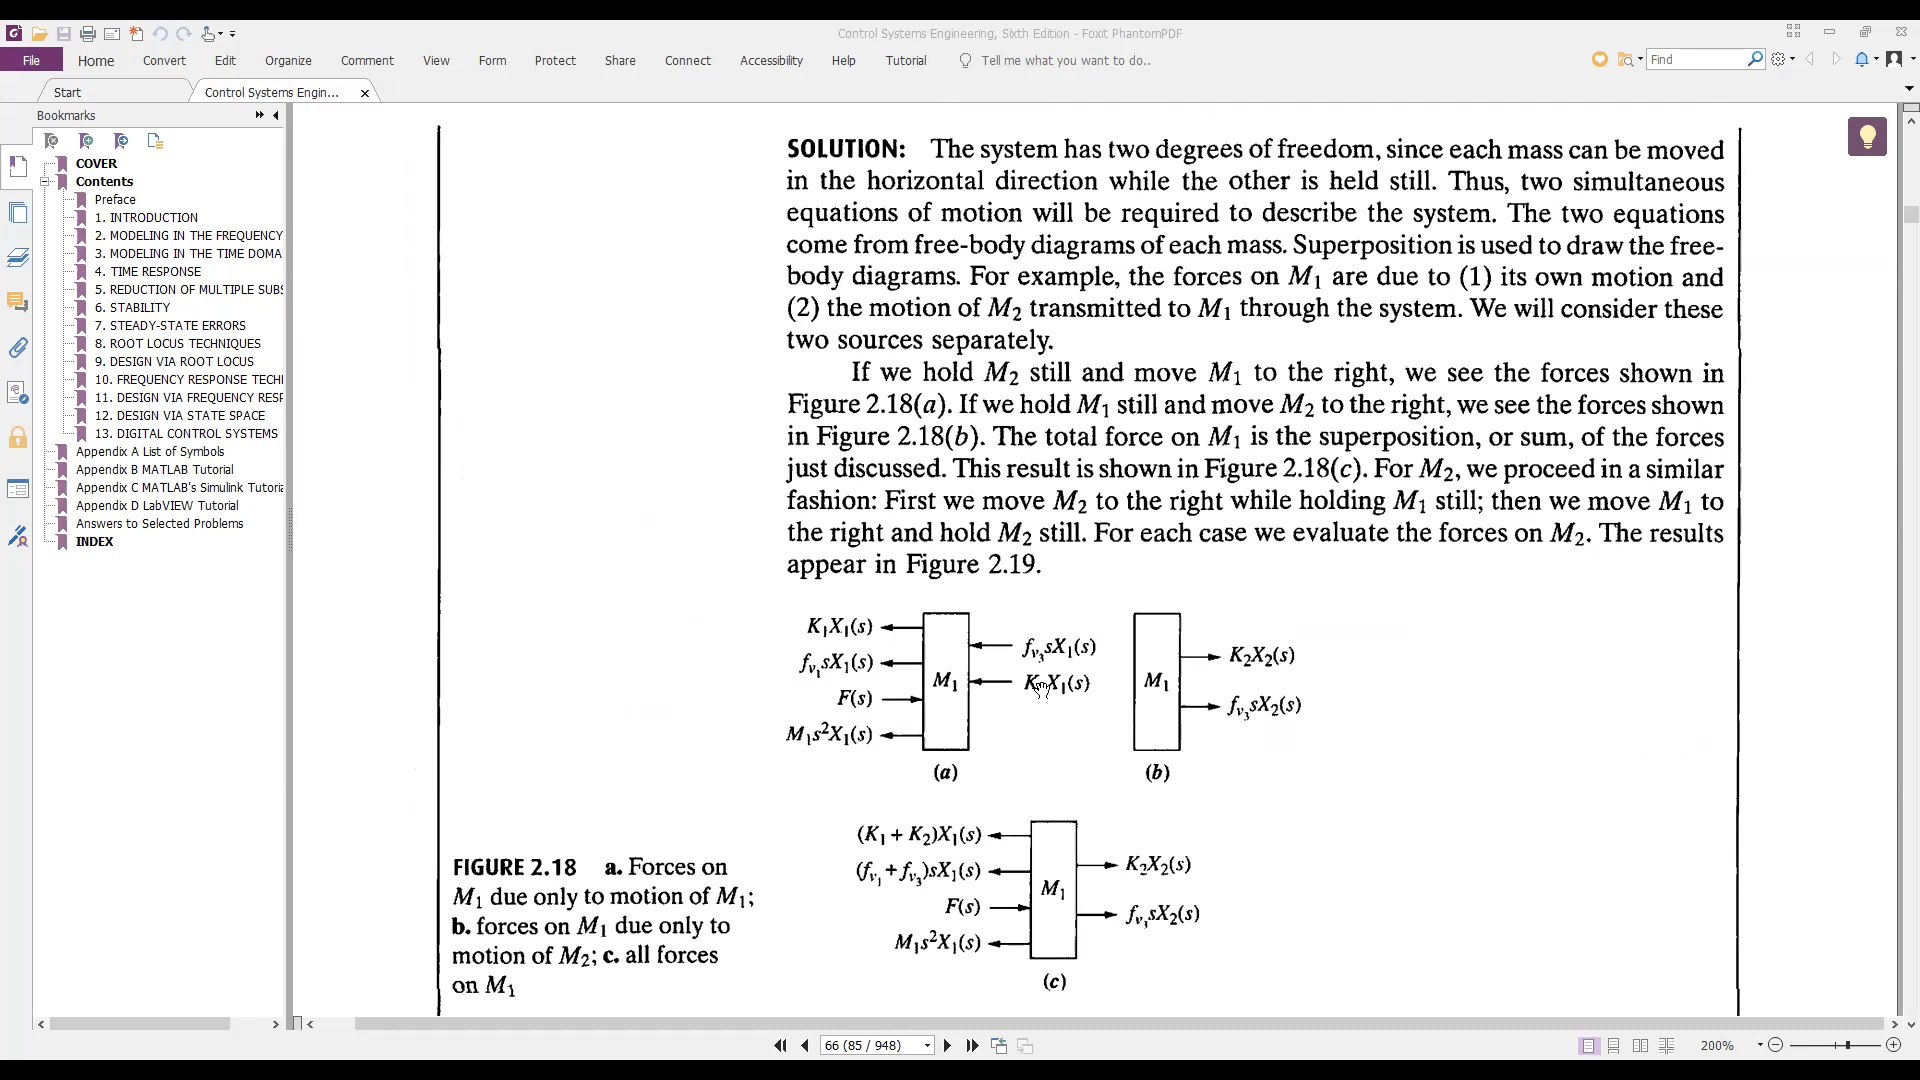 Control Systems Engineering, Sixth Edition - Foxit PhantomPDF
File Home Convert Edit Organize Comment View Form Protect Share Connect Accessibility Help Tutorial Tell me what you want to do.. Find
Start Control Systems Engin...
Bookmarks
COVER
Contents
Preface
1. INTRODUCTION
2. MODELING IN THE FREQUENCY
3. MODELING IN THE TIME DOMA
4. TIME RESPONSE
5. REDUCTION OF MULTIPLE SUBS
6. STABILITY
7. STEADY-STATE ERRORS
8. ROOT LOCUS TECHNIQUES
9. DESIGN VIA ROOT LOCUS
10. FREQUENCY RESPONSE TECH
11. DESIGN VIA FREQUENCY RESP
12. DESIGN VIA STATE SPACE
13. DIGITAL CONTROL SYSTEMS
Appendix A List of Symbols
Appendix B MATLAB Tutorial
Appendix C MATLAB's Simulink Tutoria
Appendix D LabVIEW Tutorial
Answers to Selected Problems
INDEX
SOLUTION: The system has two degrees of freedom, since each mass can be moved
in the horizontal direction while the other is held still. Thus, two simultaneous
equations of motion will be required to describe the system. The two equations
come from free-body diagrams of each mass. Superposition is used to draw the free-
body diagrams. For example, the forces on M₁ are due to (1) its own motion and
(2) the motion of M₂ transmitted to M₁ through the system. We will consider these
two sources separately.
If we hold M₂ still and move M₁ to the right, we see the forces shown in
Figure 2.18(a). If we hold M₁ still and move M₂ to the right, we see the forces shown
in Figure 2.18(b). The total force on M₁ is the superposition, or sum, of the forces
just discussed. This result is shown in Figure 2.18(c). For M₂, we proceed in a similar
fashion: First we move M₂ to the right while holding M₁ still; then we move M₁ to
the right and hold M₂ still. For each case we evaluate the forces on M₂. The results
appear in Figure 2.19.
K₁X₁(s)
fᵥ₁sX₁(s)
F(s)
M₁s²X₁(s)
M₁
fᵥ₃sX₁(s)
X₁(s)
(a)
M₁
K₂X₂(s)
fᵥ₃sX₂(s)
(b)
(K₁ + K₂)X₁(s)
(fᵥ₁ + fᵥ₃)sX₁(s)
F(s)
M₁s²X₁(s)
M₁
K₂X₂(s)
fᵥ₃sX₂(s)
(c)
FIGURE 2.18 a. Forces on
M₁ due only to motion of M₁;
b. forces on M₁ due only to
motion of M₂; c. all forces
on M₁
66 (85 / 948)
200%